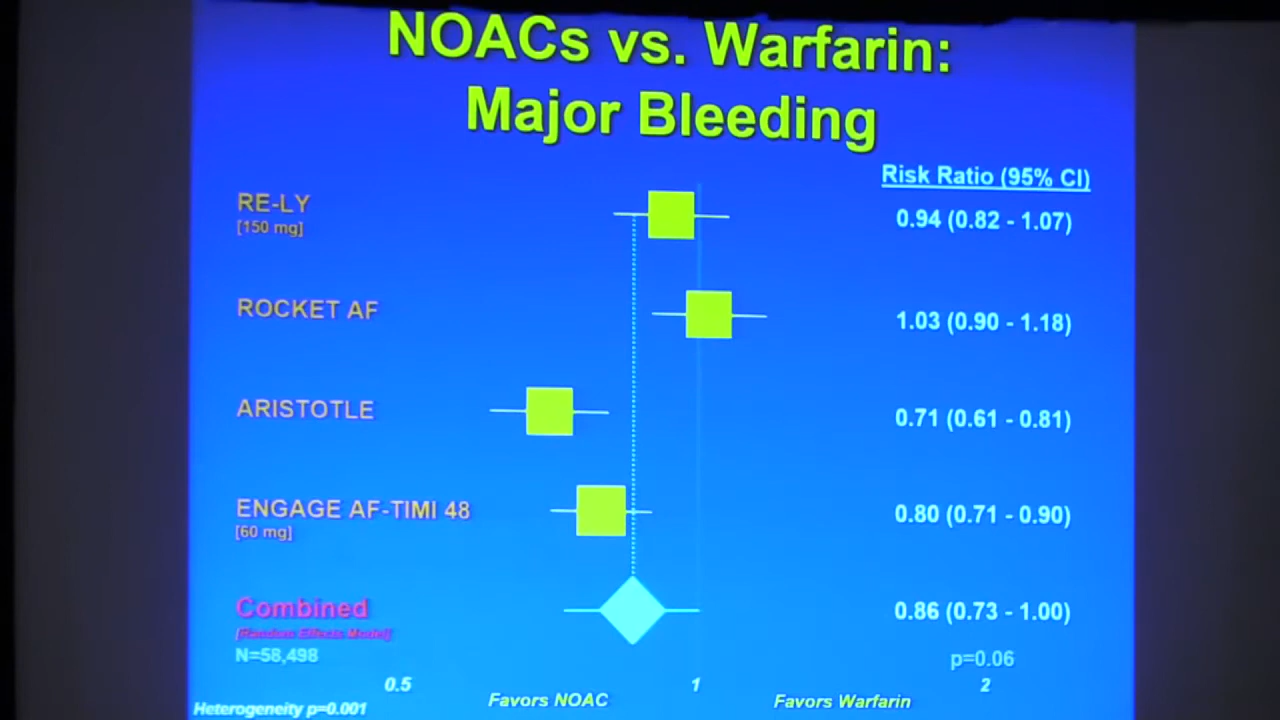 NOACs vs. Warfarin:
Major Bleeding
Risk Ratio (95% CI)
RE-LY
[150 mg]
0.94 (0.82 - 1.07)
ROCKET AF
1.03 (0.90 - 1.18)
ARISTOTLE
0.71 (0.61 - 0.81)
ENGAGE AF-TIMI 48
[60 mg]
0.80 (0.71 - 0.90)
Combined
[Random Effects Model]
0.86 (0.73 - 1.00)
N=58,498
p=0.06
0.5
1
2
Favors NOAC
Favors Warfarin
Heterogeneity p=0.001